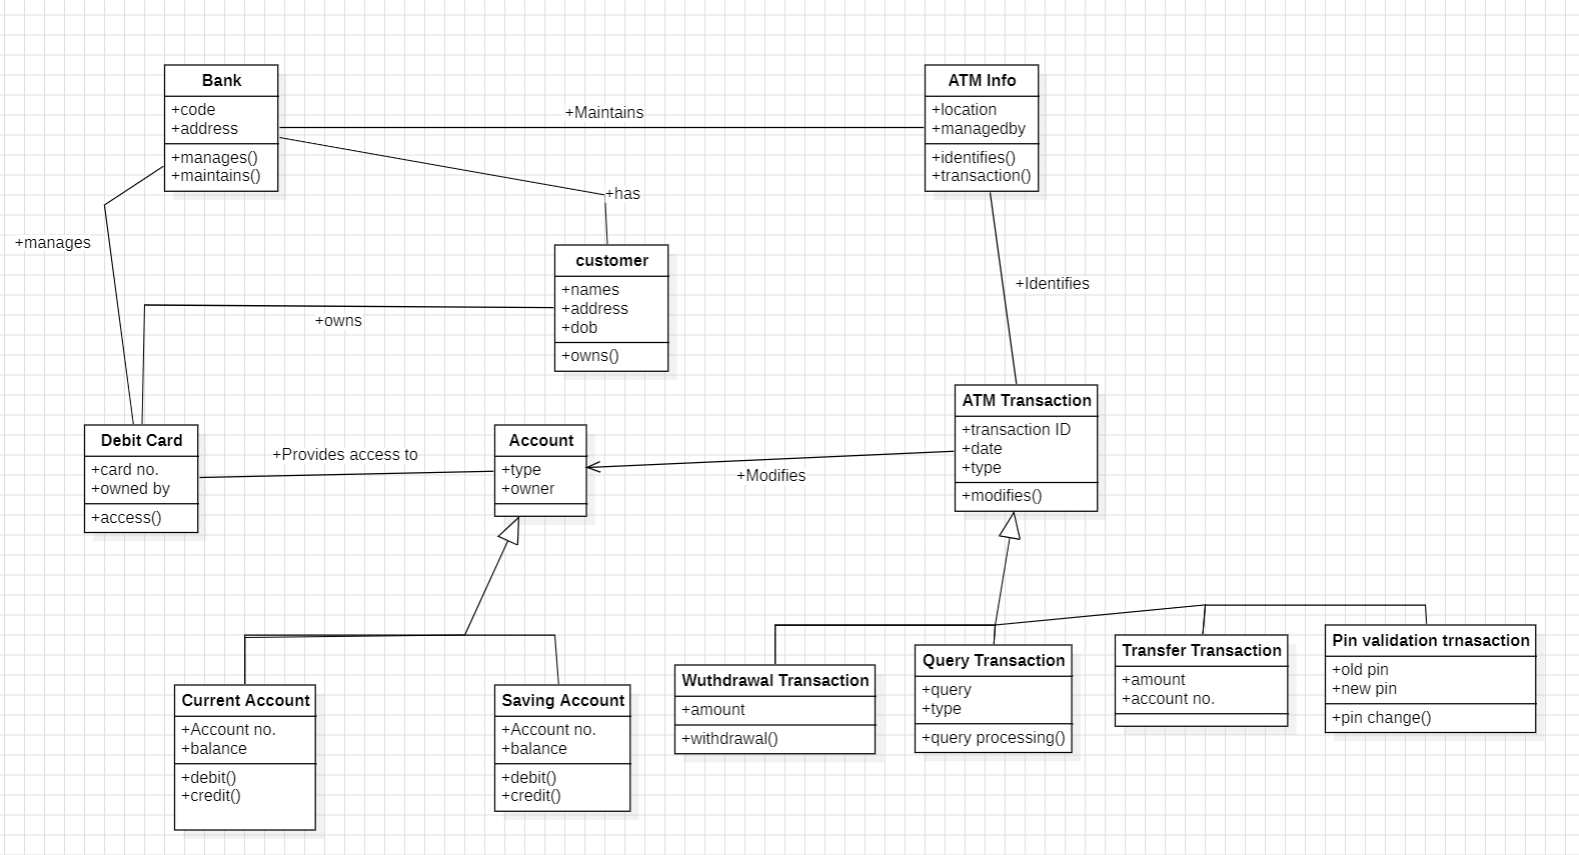 Bank
+code
+address
+manages()
+maintains()
+Maintains
ATM Info
+location
+managedby
+identifies()
+transaction()
+has
+manages
customer
+names
+address
+dob
+owns()
+owns
+Identifies
Debit Card
+card no.
+owned by
+access()
+Provides access to
Account
+type
+owner
+Modifies
ATM Transaction
+transaction ID
+date
+type
+modifies()
Current Account
+Account no.
+balance
+debit()
+credit()
Saving Account
+Account no.
+balance
+debit()
+credit()
Wuthdrawal Transaction
+amount
+withdrawal()
Query Transaction
+query
+type
+query processing()
Transfer Transaction
+amount
+account no.
Pin validation trnasaction
+old pin
+new pin
+pin change()